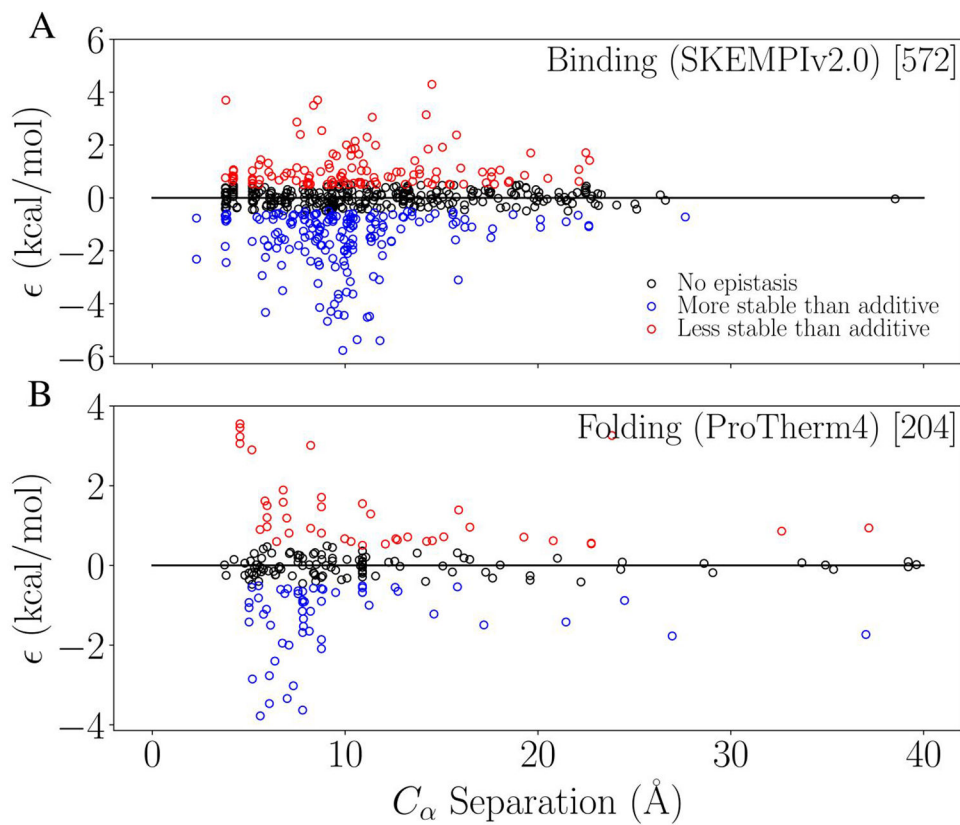 A
Binding (SKEMPIv2.0) [572]
6
4
2
0
−2
−4
−6
ϵ (kcal/mol)
No epistasis
More stable than additive
Less stable than additive
B
Folding (ProTherm4) [204]
4
2
0
−2
−4
ϵ (kcal/mol)
0 10 20 30 40
Cα Separation (Å)